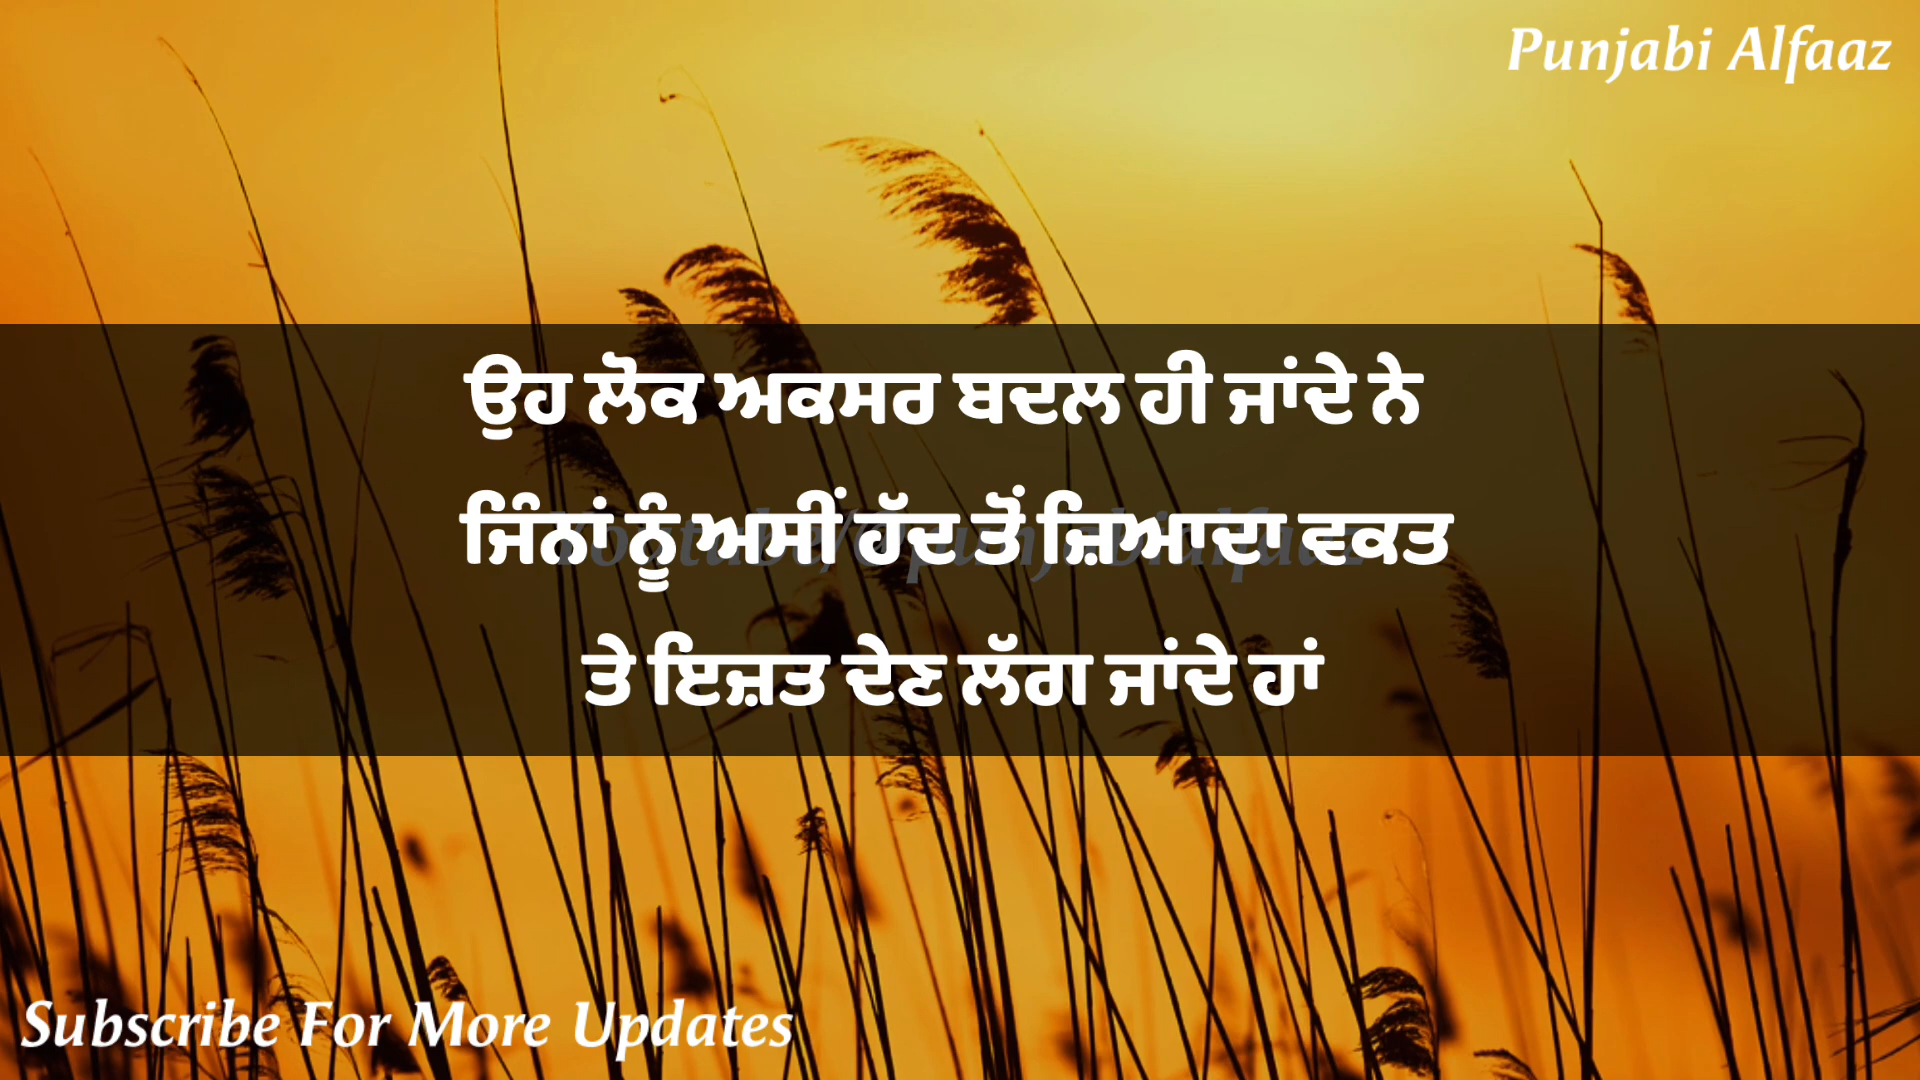 Punjabi Alfaaz
ਉਹ ਲੋਕ ਅਕਸਰ ਬਦਲ ਹੀ ਜਾਂਦੇ ਨੇ
ਜਿੰਨਾਂ ਨੂੰ ਅਸੀਂ ਹੱਦ ਤੋਂ ਜ਼ਿਆਦਾ ਵਕਤ
ਤੇ ਇਜ਼ਤ ਦੇਣ ਲੱਗ ਜਾਂਦੇ ਹਾਂ
Subscribe For More Updates